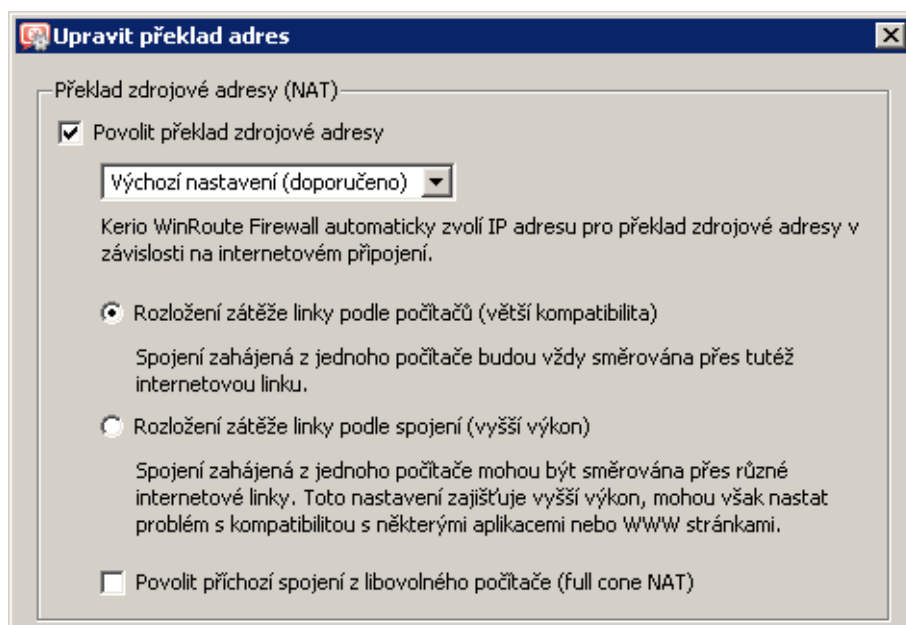 Upravit překlad adres
Překlad zdrojové adresy (NAT)
Povolit překlad zdrojové adresy
Výchozí nastavení (doporučeno)
Kerio WinRoute Firewall automaticky zvolí IP adresu pro překlad zdrojové adresy v
závislosti na internetovém připojení.
Rozložení zátěže linky podle počítačů (větší kompatibilita)
Spojení zahájená z jednoho počítače budou vždy směrována přes tutéž
internetovou linku.
Rozložení zátěže linky podle spojení (vyšší výkon)
Spojení zahájená z jednoho počítače mohou být směrována přes různé
internetové linky. Toto nastavení zajišťuje vyšší výkon, mohou však nastat
problém s kompatibilitou s některými aplikacemi nebo WWW stránkami.
Povolit příchozí spojení z libovolného počítače (full cone NAT)